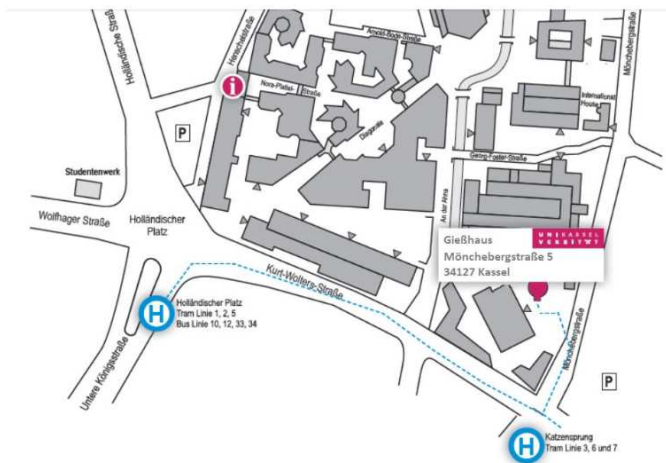 Holländische Straße
Henschelstraße
Arnold-Bode-Straße
Mönchebergstraße
i
Nora-Platiel-
Straße
International
House
P
Diagonale
Georg-Forster-Straße
Studentenwerk
An der Ahna
Wolfhager Straße
Holländischer
Platz
UNIKASSEL
VERSITÄT
Gießhaus
Mönchebergstraße 5
34127 Kassel
Kurt-Wolters-Straße
H
Holländischer Platz
Tram Linie 1, 2, 5
Bus Linie 10, 12, 33, 34
Untere Königsstraße
Mönchebergstraße
P
H
Katzensprung
Tram Linie 3, 6 und 7